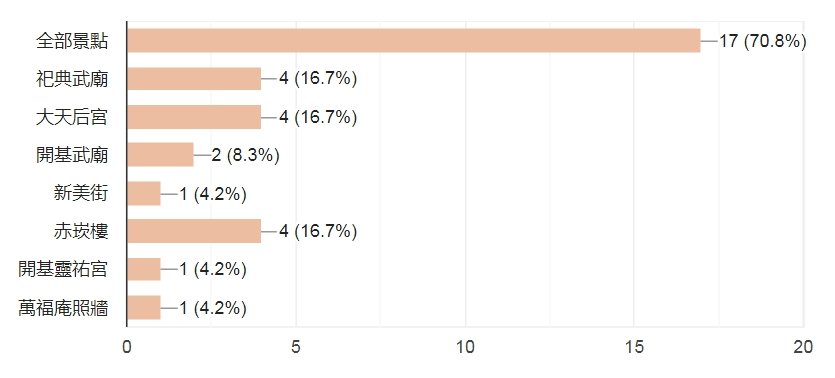 全部景點 17 (70.8%)
祀典武廟 4 (16.7%)
大天后宮 4 (16.7%)
開基武廟 2 (8.3%)
新美街 1 (4.2%)
赤崁樓 4 (16.7%)
開基靈祐宮 1 (4.2%)
萬福庵照牆 1 (4.2%)
0 5 10 15 20